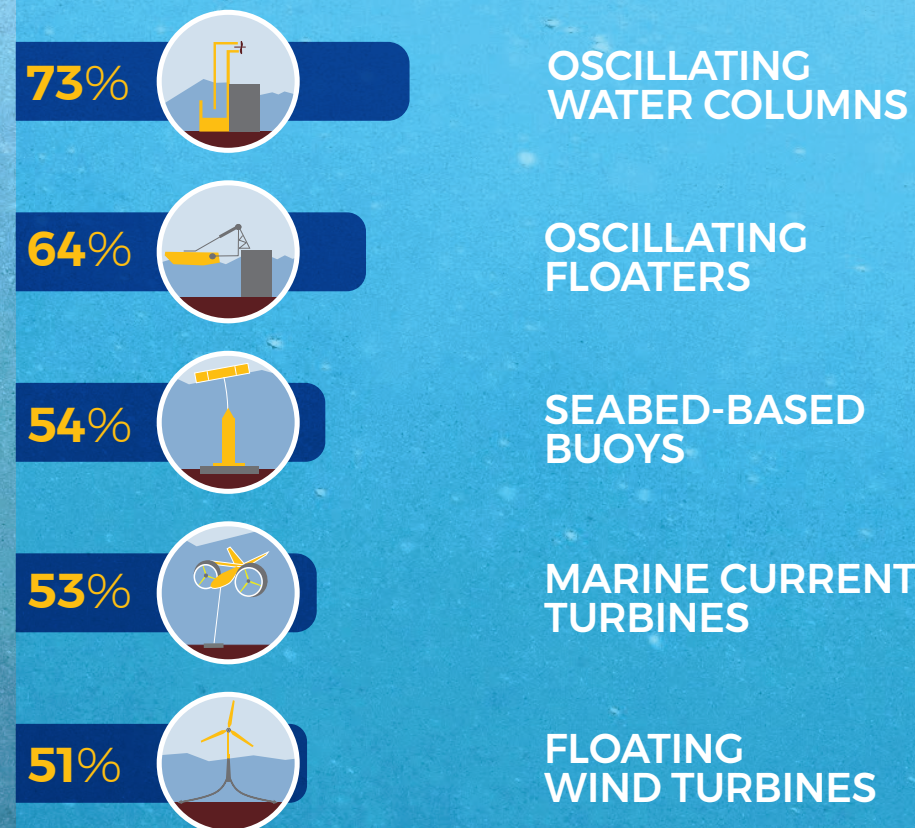 73%
OSCILLATING
WATER COLUMNS
64%
OSCILLATING
FLOATERS
54%
SEABED-BASED
BUOYS
53%
MARINE CURRENT
TURBINES
51%
FLOATING
WIND TURBINES